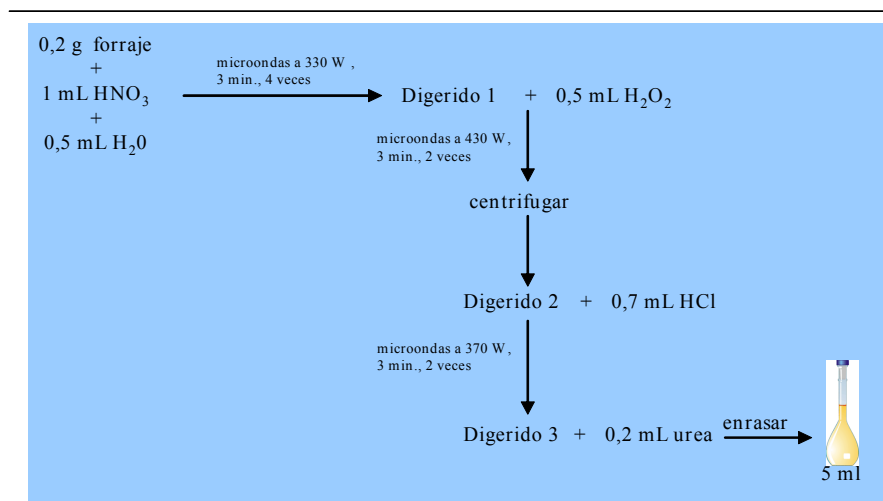 0,2 g forraje
+
1 mL HNO₃
+
0,5 mL H₂0
microondas a 330 W ,
3 min., 4 veces
Digerido 1 + 0,5 mL H₂O₂
microondas a 430 W,
3 min., 2 veces
centrifugar
Digerido 2 + 0,7 mL HCl
microondas a 370 W,
3 min., 2 veces
Digerido 3 + 0,2 mL urea
enrasar
5 ml